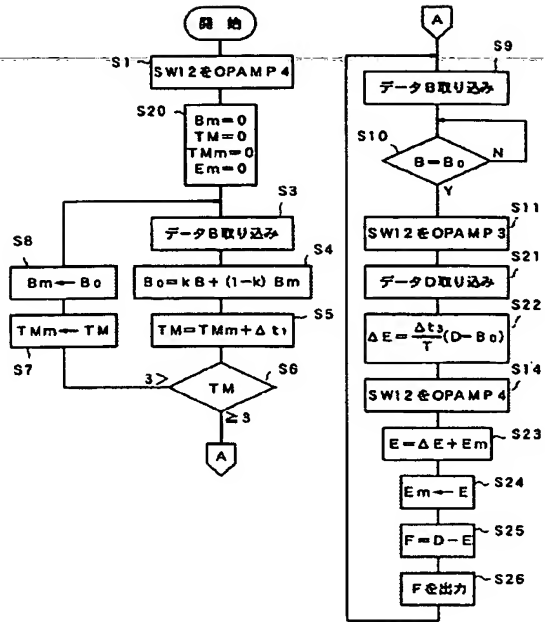 開始
S1
SW12をOPAMP4
S20
Bm=0
TM=0
TMm=0
Em=0
S3
データB取り込み
S4
B₀=kB+(1-k)Bm
S5
TM=TMm+Δt₁
S6
TM
3>
≧3
A
S7
TMm←TM
S8
Bm←B₀
A
S9
データB取り込み
S10
B=B₀
N
Y
S11
SW12をOPAMP3
S21
データD取り込み
S22
ΔE=Δt₃/T(D-B₀)
S14
SW12をOPAMP4
S23
E=ΔE+Em
S24
Em←E
S25
F=D-E
S26
Fを出力